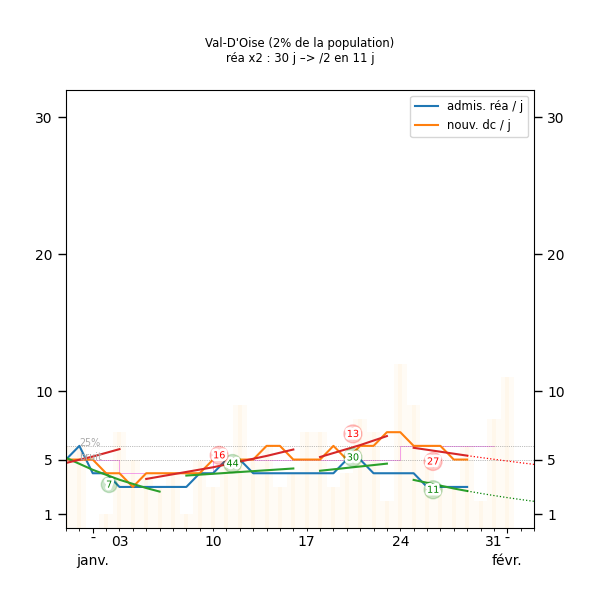 Val-D'Oise (2% de la population)
réa x2 : 30 j –> /2 en 11 j
admis. réa / j
nouv. dc / j
30 30
20 20
10 10
5 5
1 1
25%
13
16
44
30
27
7
11
03 10 17 24 31
janv. févr.